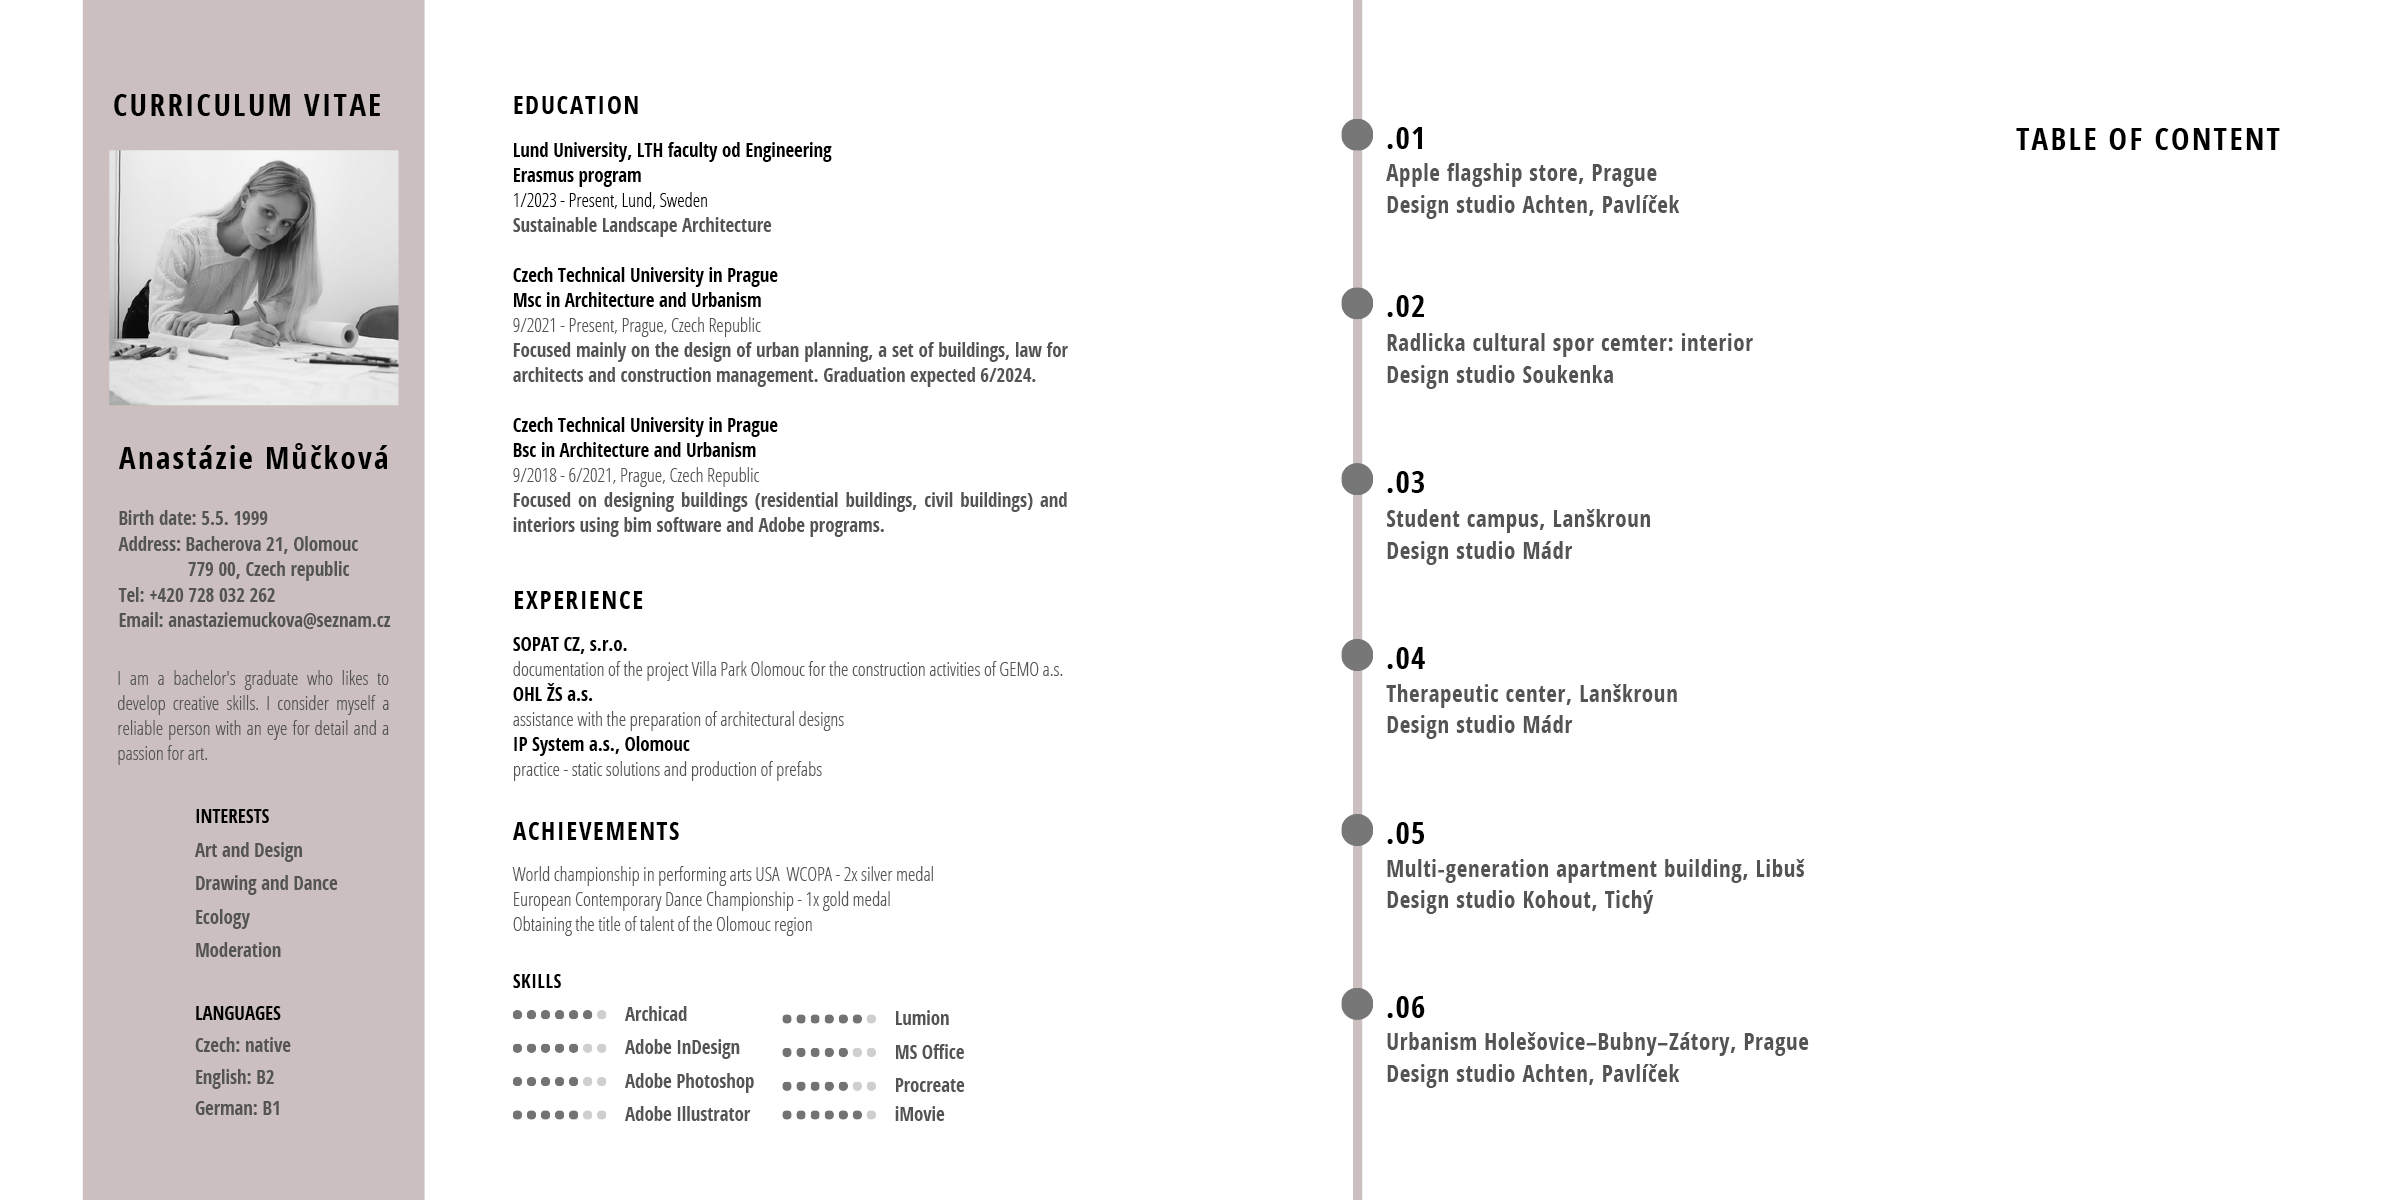 CURRICULUM VITAE
Anastázie Můčková
Birth date: 5.5. 1999
Address: Bacherova 21, Olomouc
779 00, Czech republic
Tel: +420 728 032 262
Email: anastaziemuckova@seznam.cz
I am a bachelor's graduate who likes to
develop creative skills. I consider myself a
reliable person with an eye for detail and a
passion for art.
INTERESTS
Art and Design
Drawing and Dance
Ecology
Moderation
LANGUAGES
Czech: native
English: B2
German: B1
EDUCATION
Lund University, LTH faculty od Engineering
Erasmus program
1/2023 - Present, Lund, Sweden
Sustainable Landscape Architecture
Czech Technical University in Prague
Msc in Architecture and Urbanism
9/2021 - Present, Prague, Czech Republic
Focused mainly on the design of urban planning, a set of buildings, law for
architects and construction management. Graduation expected 6/2024.
Czech Technical University in Prague
Bsc in Architecture and Urbanism
9/2018 - 6/2021, Prague, Czech Republic
Focused on designing buildings (residential buildings, civil buildings) and
interiors using bim software and Adobe programs.
EXPERIENCE
SOPAT CZ, s.r.o.
documentation of the project Villa Park Olomouc for the construction activities of GEMO a.s.
OHL ŽS a.s.
assistance with the preparation of architectural designs
IP System a.s., Olomouc
practice - static solutions and production of prefabs
ACHIEVEMENTS
World championship in performing arts USA WCOPA - 2x silver medal
European Contemporary Dance Championship - 1x gold medal
Obtaining the title of talent of the Olomouc region
SKILLS
Archicad
Adobe InDesign
Adobe Photoshop
Adobe Illustrator
Lumion
MS Office
Procreate
iMovie
TABLE OF CONTENT
.01
Apple flagship store, Prague
Design studio Achten, Pavlíček
.02
Radlicka cultural spor cemter: interior
Design studio Soukenka
.03
Student campus, Lanškroun
Design studio Mádr
.04
Therapeutic center, Lanškroun
Design studio Mádr
.05
Multi-generation apartment building, Libuš
Design studio Kohout, Tichý
.06
Urbanism Holešovice–Bubny–Zátory, Prague
Design studio Achten, Pavlíček